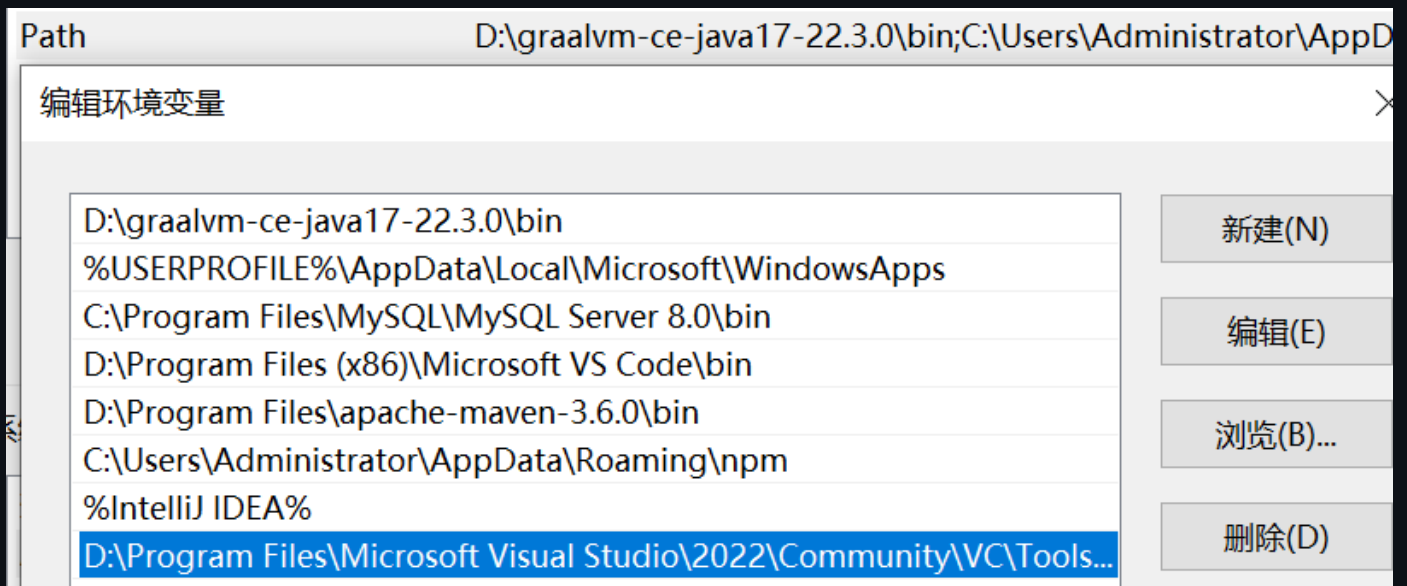 Path D:\graalvm-ce-java17-22.3.0\bin;C:\Users\Administrator\AppD
编辑环境变量
D:\graalvm-ce-java17-22.3.0\bin
新建(N)
%USERPROFILE%\AppData\Local\Microsoft\WindowsApps
C:\Program Files\MySQL\MySQL Server 8.0\bin
编辑(E)
D:\Program Files (x86)\Microsoft VS Code\bin
D:\Program Files\apache-maven-3.6.0\bin
浏览(B)...
C:\Users\Administrator\AppData\Roaming\npm
%IntelliJ IDEA%
删除(D)
D:\Program Files\Microsoft Visual Studio\2022\Community\VC\Tools...